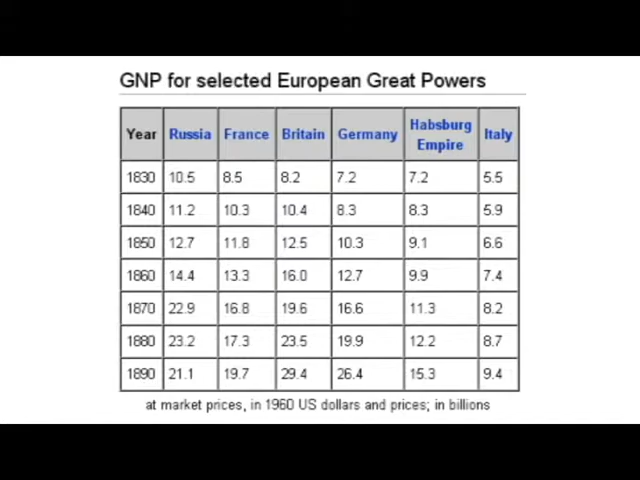 GNP for selected European Great Powers
Year Russia France Britain Germany Habsburg Empire Italy
1830 10.5 8.5 8.2 7.2 7.2 5.5
1840 11.2 10.3 10.4 8.3 8.3 5.9
1850 12.7 11.8 12.5 10.3 9.1 6.6
1860 14.4 13.3 16.0 12.7 9.9 7.4
1870 22.9 16.8 19.6 16.6 11.3 8.2
1880 23.2 17.3 23.5 19.9 12.2 8.7
1890 21.1 19.7 29.4 26.4 15.3 9.4
at market prices, in 1960 US dollars and prices; in billions